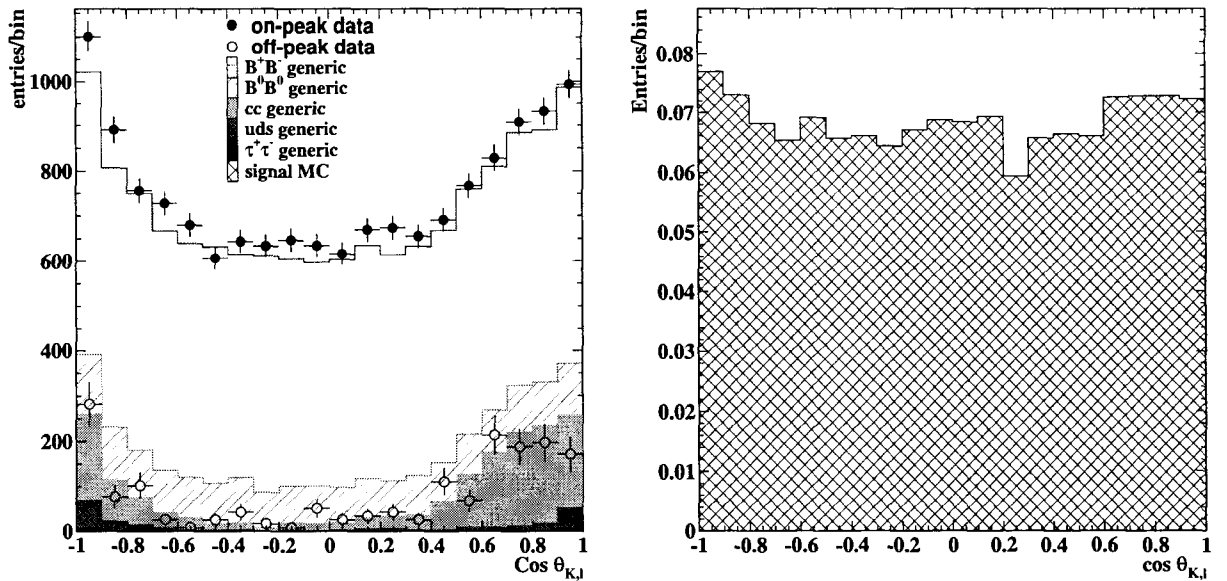 entries/bin
1000
800
600
400
200
0
-1 -0.8 -0.6 -0.4 -0.2 0 0.2 0.4 0.6 0.8 1
Cos θK,l
on-peak data
off-peak data
B⁺B⁻ generic
B⁰B⁰ generic
cc generic
uds generic
τ⁺τ⁻ generic
signal MC
Entries/bin
0.08
0.07
0.06
0.05
0.04
0.03
0.02
0.01
0
-1 -0.8 -0.6 -0.4 -0.2 0 0.2 0.4 0.6 0.8 1
cos θK,l